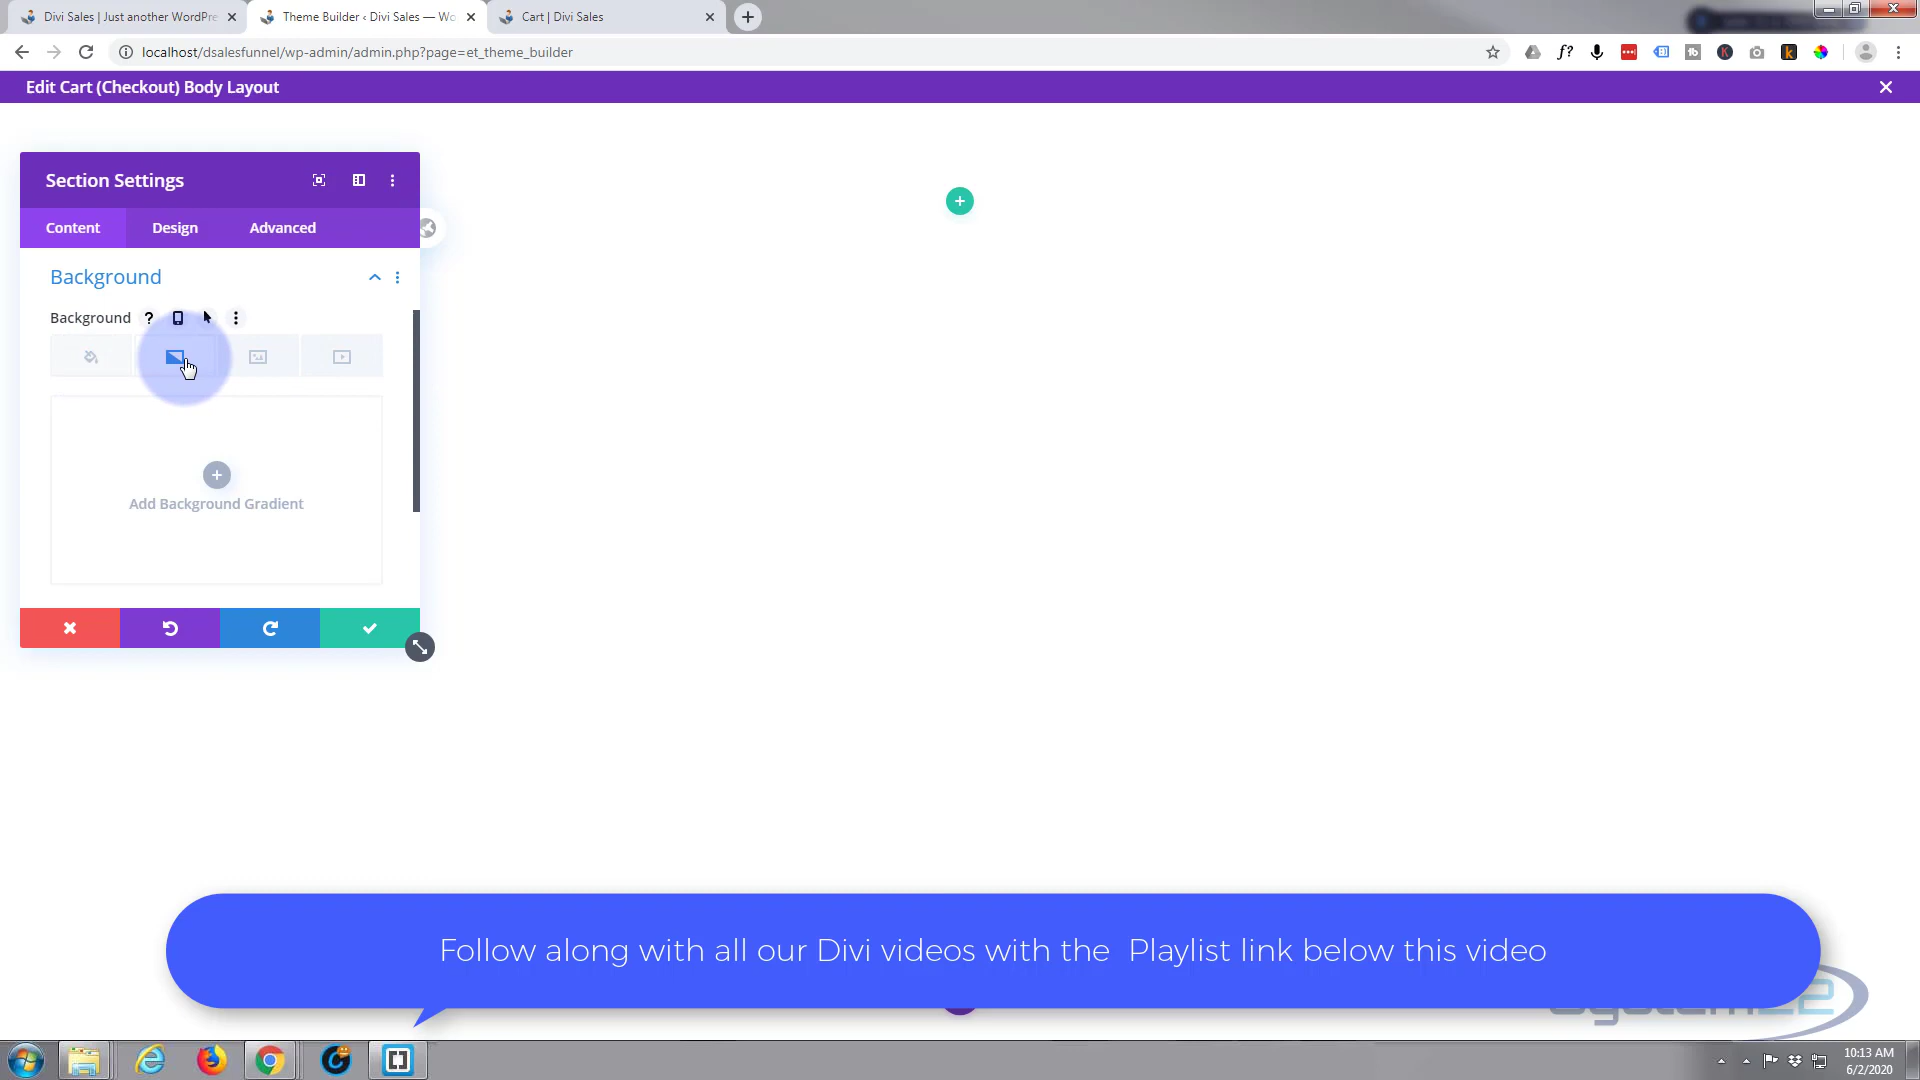 Divi Sales | Just another WordPre
Theme Builder ‹ Divi Sales — Wo
Cart | Divi Sales
localhost/dsalesfunnel/wp-admin/admin.php?page=et_theme_builder
Edit Cart (Checkout) Body Layout
Section Settings
Content
Design
Advanced
Background
Background
Add Background Gradient
Follow along with all our Divi videos with the Playlist link below this video
10:13 AM
6/2/2020